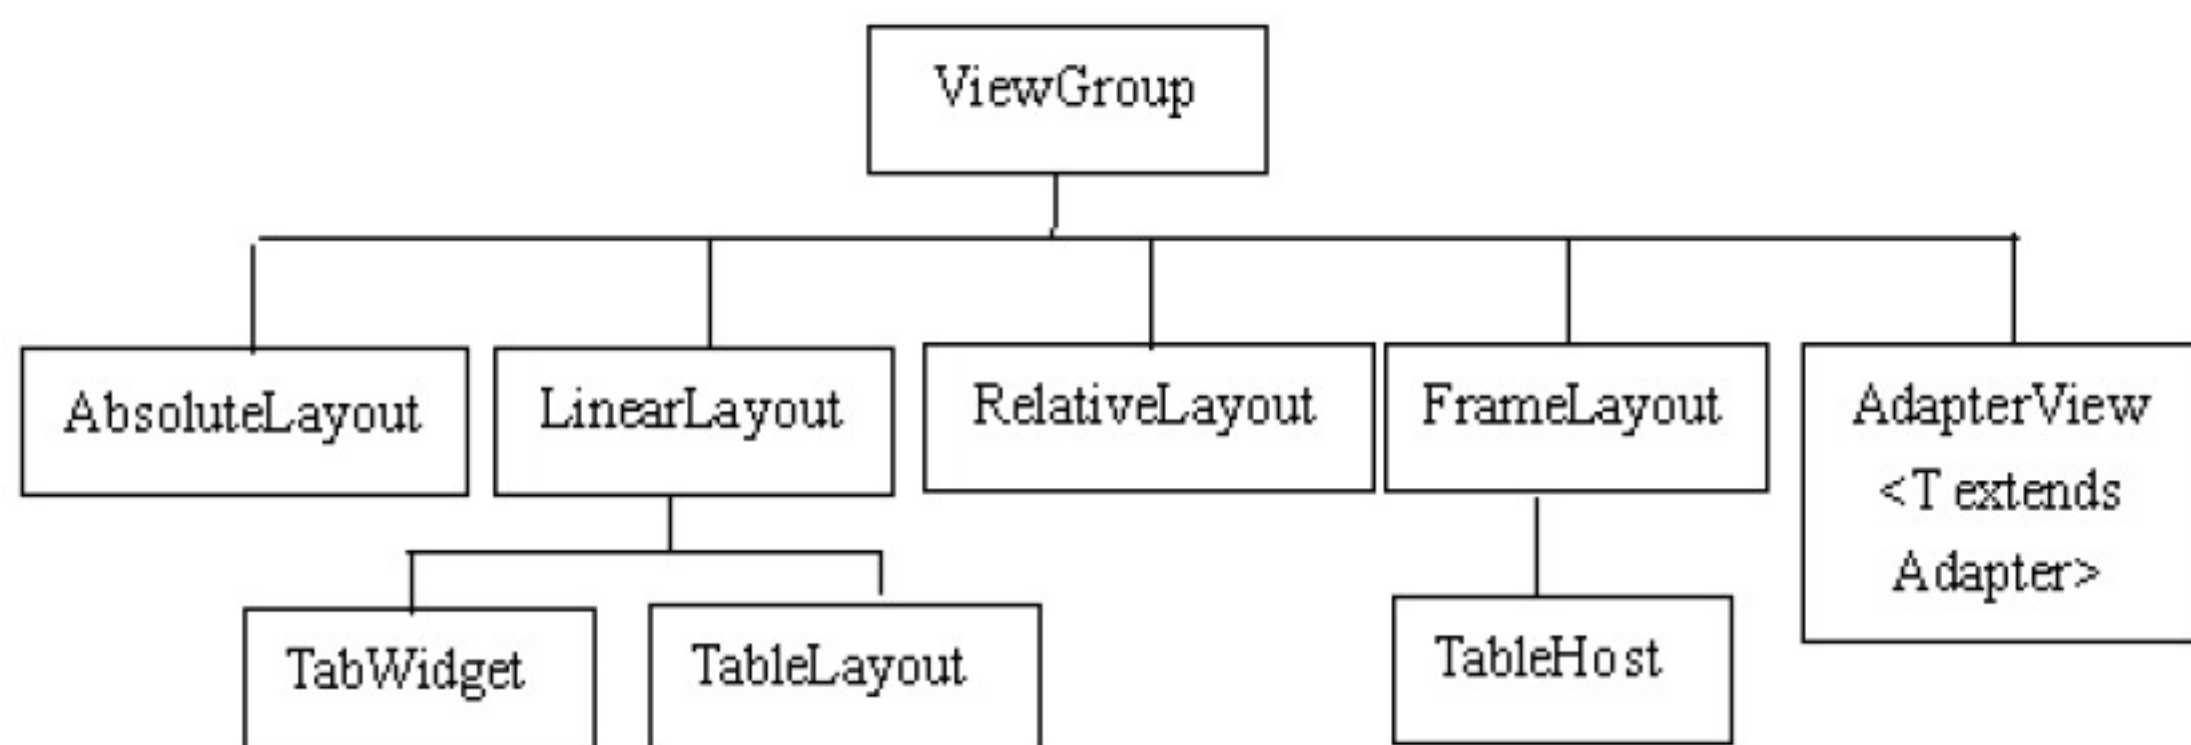 ViewGroup
AbsoluteLayout
LinearLayout
RelativeLayout
FrameLayout
AdapterView
<T extends
Adapter>
TabWidget
TableLayout
TableHost